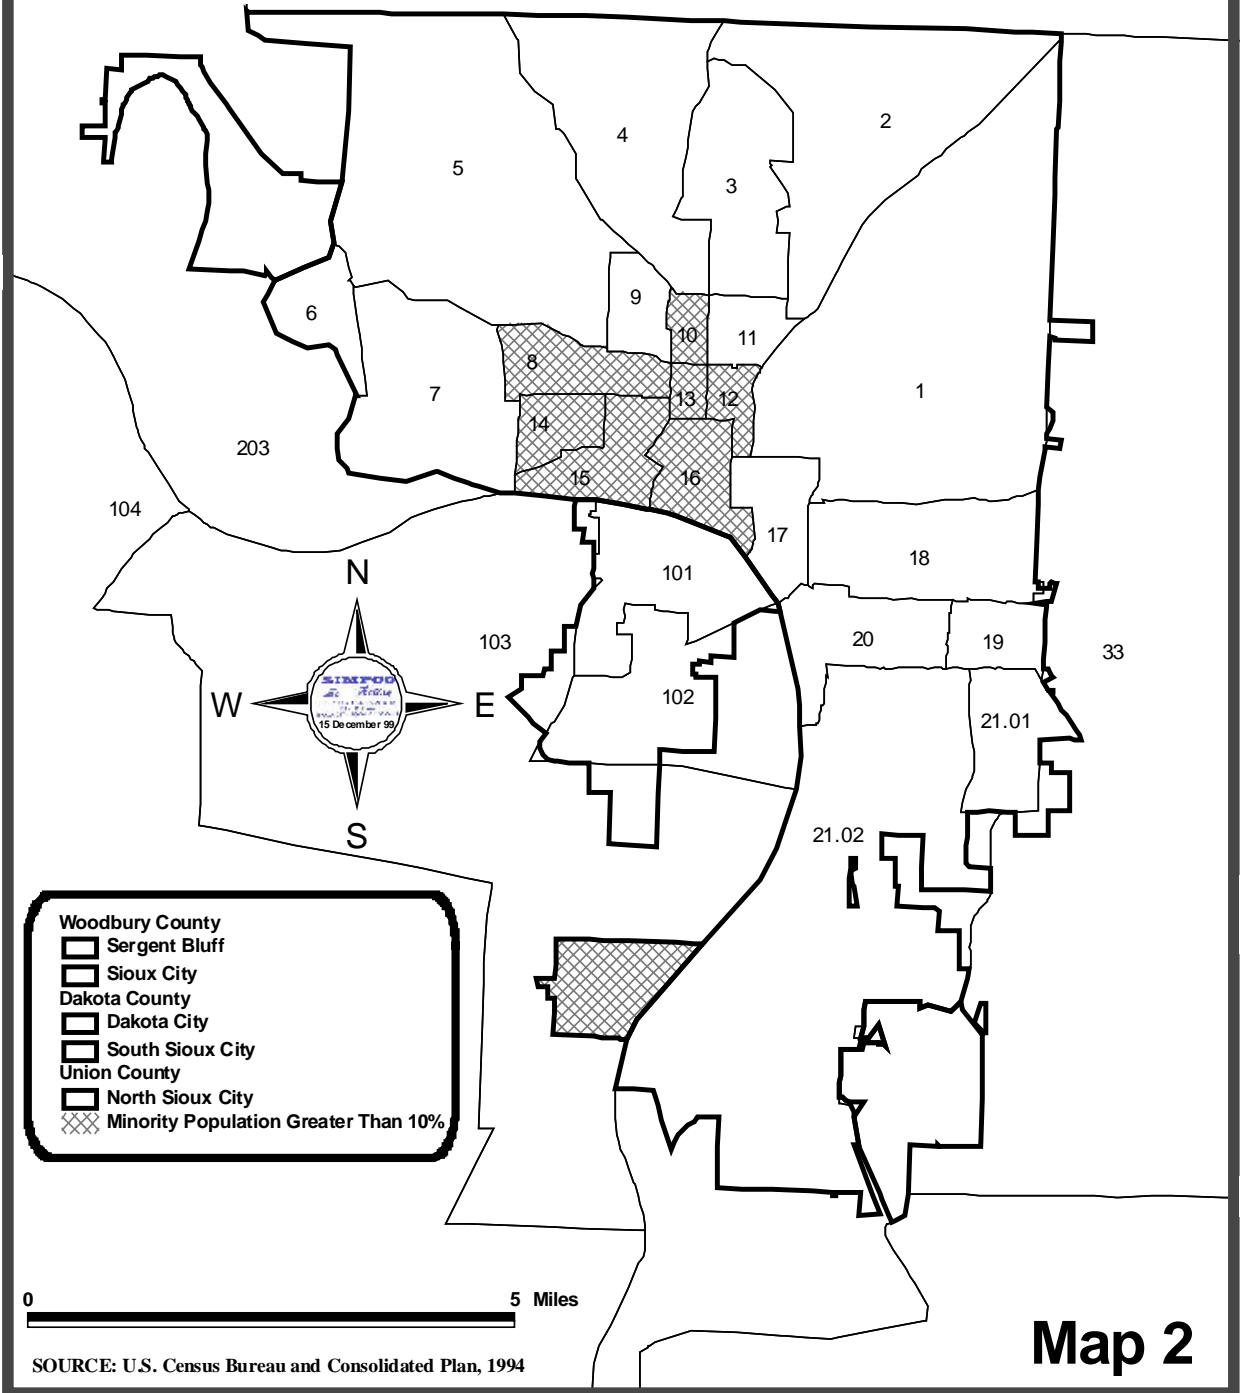 2
4
5
3
9
6
10
11
8
1
7
13
12
14
203
15
16
104
17
18
N
101
20
19
103
33
SIMPCO
W
E
102
15 December 99
21.01
S
21.02
Woodbury County
Sergent Bluff
Sioux City
Dakota County
Dakota City
South Sioux City
Union County
North Sioux City
Minority Population Greater Than 10%
0 5 Miles
Map 2
SOURCE: U.S. Census Bureau and Consolidated Plan, 1994